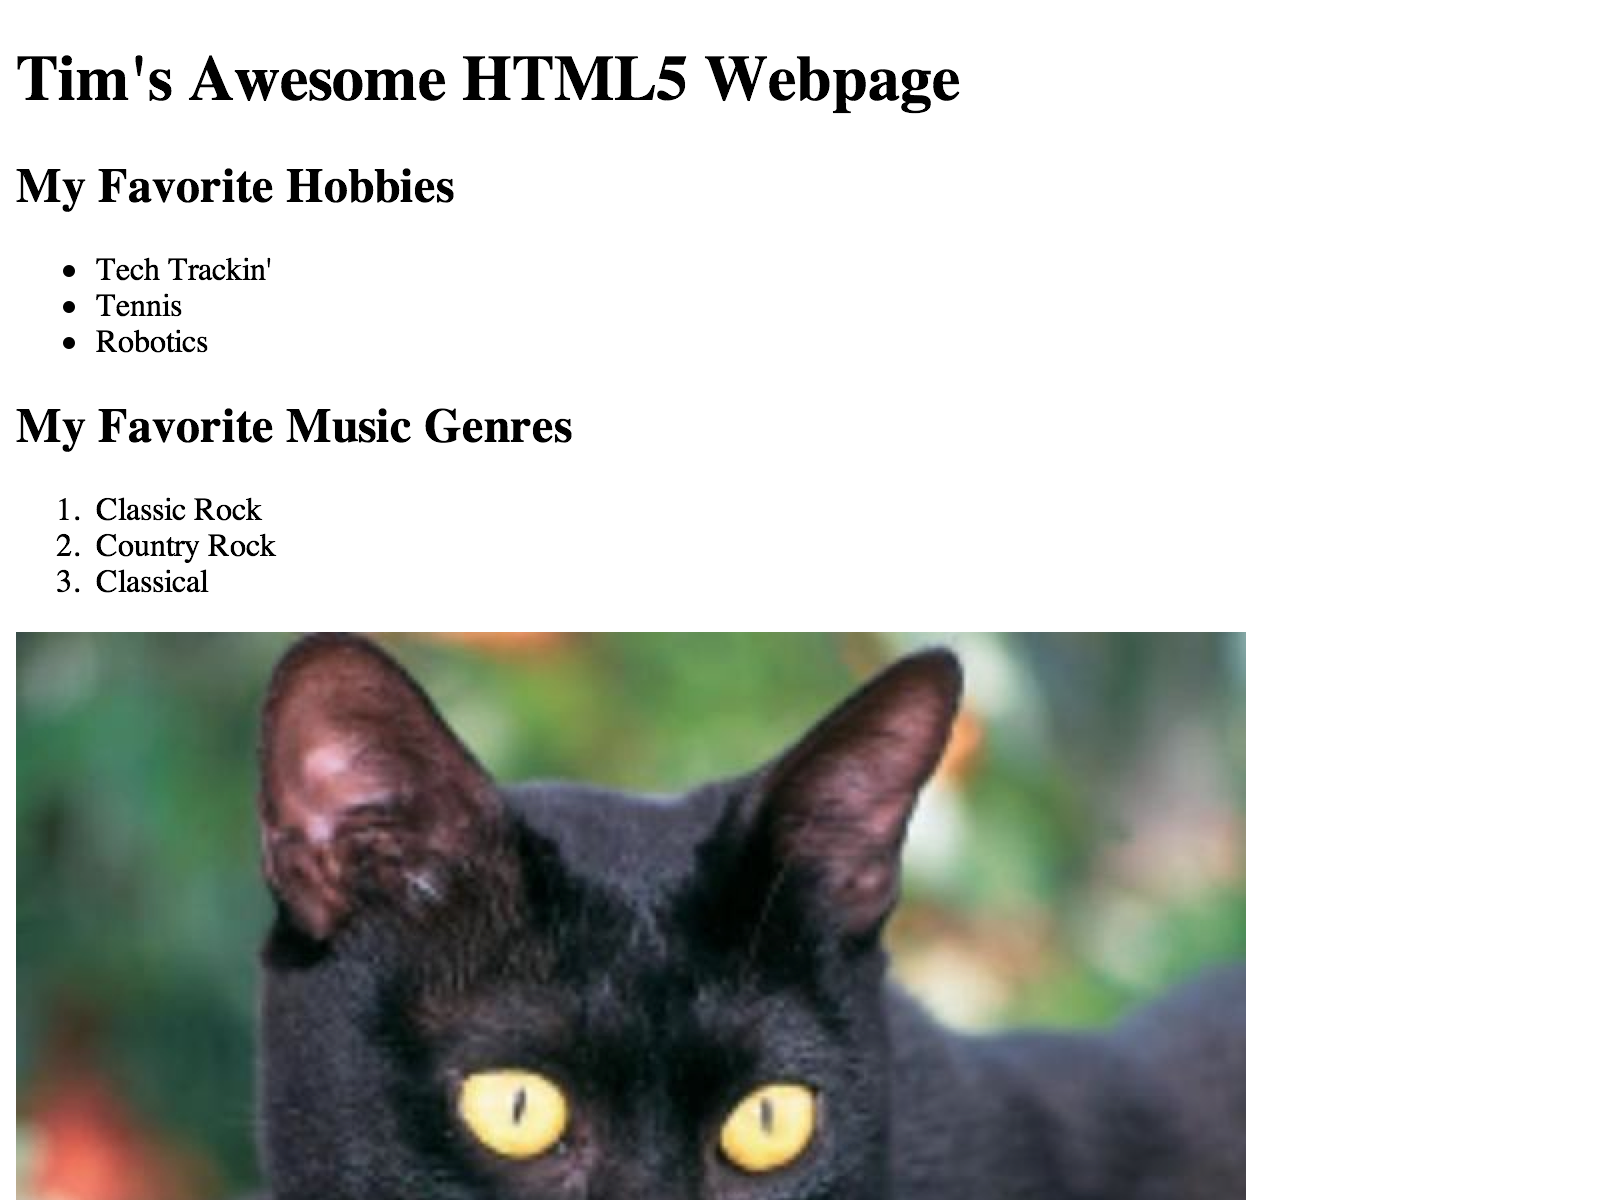 Tim's Awesome HTML5 Webpage
My Favorite Hobbies
• Tech Trackin'
• Tennis
• Robotics
My Favorite Music Genres
1. Classic Rock
2. Country Rock
3. Classical